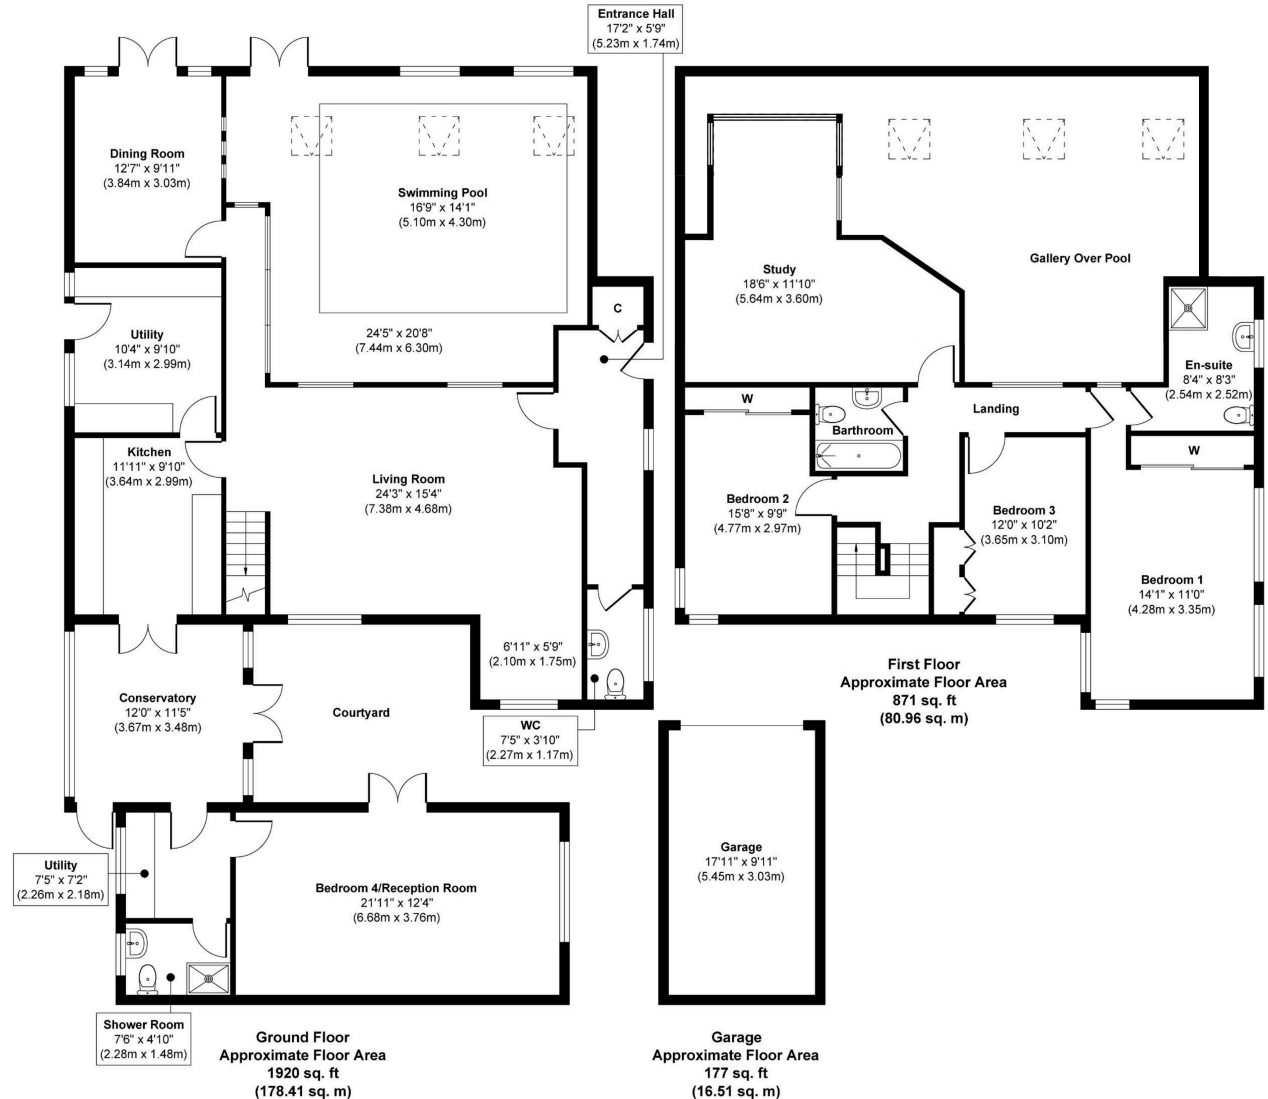 Entrance Hall
17'2" x 5'9"
(5.23m x 1.74m)
Dining Room
12'7" x 9'11"
(3.84m x 3.03m)
Swimming Pool
16'9" x 14'1"
(5.10m x 4.30m)
24'5" x 20'8"
(7.44m x 6.30m)
C
Utility
10'4" x 9'10"
(3.14m x 2.99m)
Kitchen
11'11" x 9'10"
(3.64m x 2.99m)
Living Room
24'3" x 15'4"
(7.38m x 4.68m)
6'11" x 5'9"
(2.10m x 1.75m)
WC
7'5" x 3'10"
(2.27m x 1.17m)
Conservatory
12'0" x 11'5"
(3.67m x 3.48m)
Courtyard
Utility
7'5" x 7'2"
(2.26m x 2.18m)
Bedroom 4/Reception Room
21'11" x 12'4"
(6.68m x 3.76m)
Shower Room
7'6" x 4'10"
(2.28m x 1.48m)
Ground Floor
Approximate Floor Area
1920 sq. ft
(178.41 sq. m)
Gallery Over Pool
Study
18'6" x 11'10"
(5.64m x 3.60m)
En-suite
8'4" x 8'3"
(2.54m x 2.52m)
W
Landing
Barthroom
W
Bedroom 2
15'8" x 9'9"
(4.77m x 2.97m)
Bedroom 3
12'0" x 10'2"
(3.65m x 3.10m)
Bedroom 1
14'1" x 11'0"
(4.28m x 3.35m)
First Floor
Approximate Floor Area
871 sq. ft
(80.96 sq. m)
Garage
17'11" x 9'11"
(5.45m x 3.03m)
Garage
Approximate Floor Area
177 sq. ft
(16.51 sq. m)